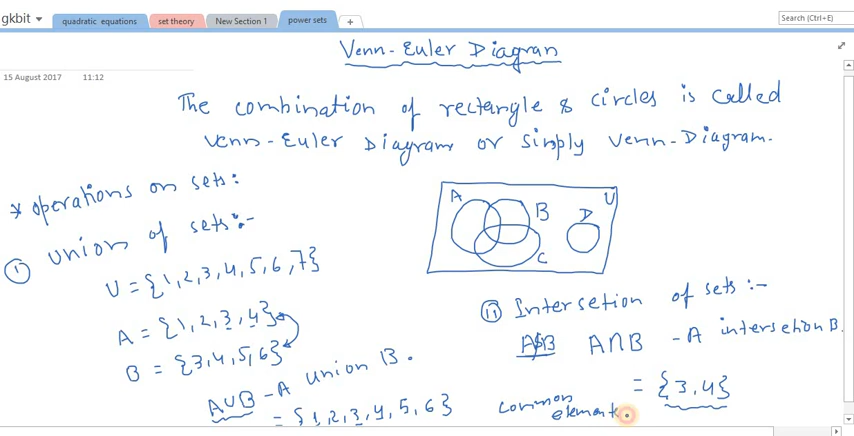 gkbit
quadratic equations
set theory
New Section 1
power sets
+
Search (Ctrl+E)
Venn-Euler Diagram
15 August 2017 11:12
The combination of rectangle & circles is called
Venn-Euler Diagram or simply Venn-Diagram.
* operations on sets:
(i) Union of sets:-
U = {1,2,3,4,5,6,7}
A = {1,2,3,4}
B = {3,4,5,6}
A∪B - A union B.
= {1,2,3,4,5,6}
A
B
C
D
U
(ii) Intersetion of sets:-
A∩B - A intersetion B.
= {3,4}
common
element